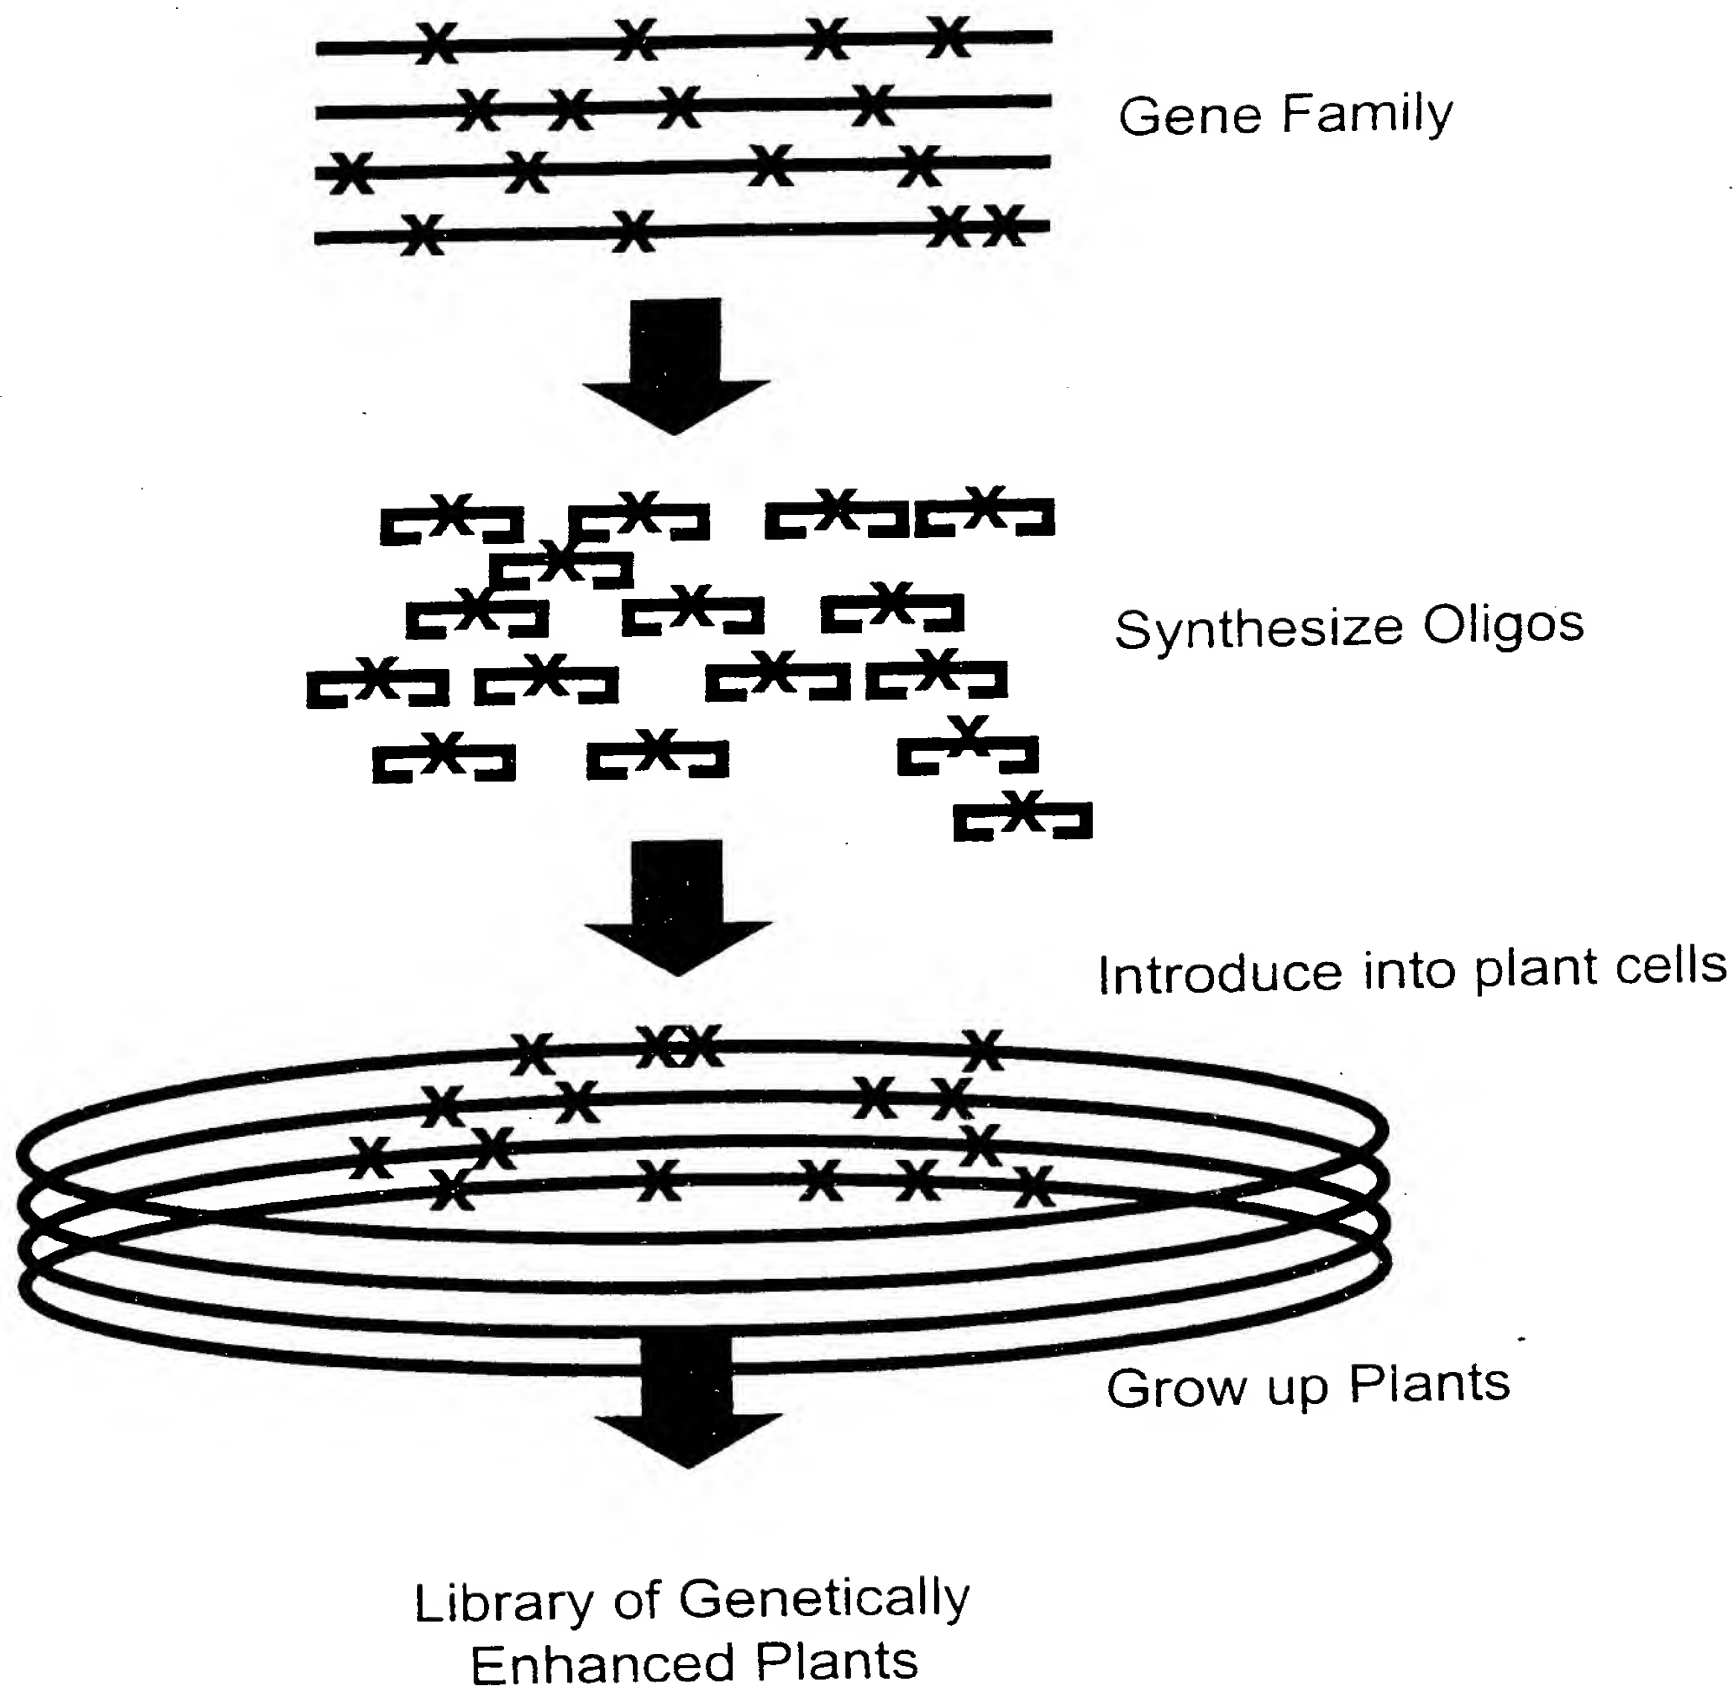 Gene Family
Synthesize Oligos
Introduce into plant cells
Grow up Plants
Library of Genetically
Enhanced Plants